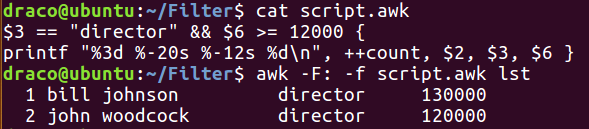 draco@ubuntu:~/Filter$ cat script.awk
$3 == "director" && $6 >= 12000 {
printf "%3d %-20s %-12s %d\n", ++count, $2, $3, $6 }
draco@ubuntu:~/Filter$ awk -F: -f script.awk lst
  1 bill johnson         director     130000
  2 john woodcock        director     120000